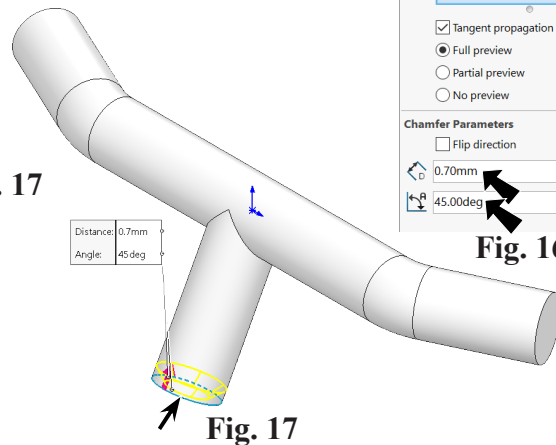 Tangent propagation
Full preview
Partial preview
No preview
Chamfer Parameters
Flip direction
D 0.70mm
A 45.00deg
Fig. 16
. 17
Distance: 0.7mm
Angle: 45deg
Fig. 17